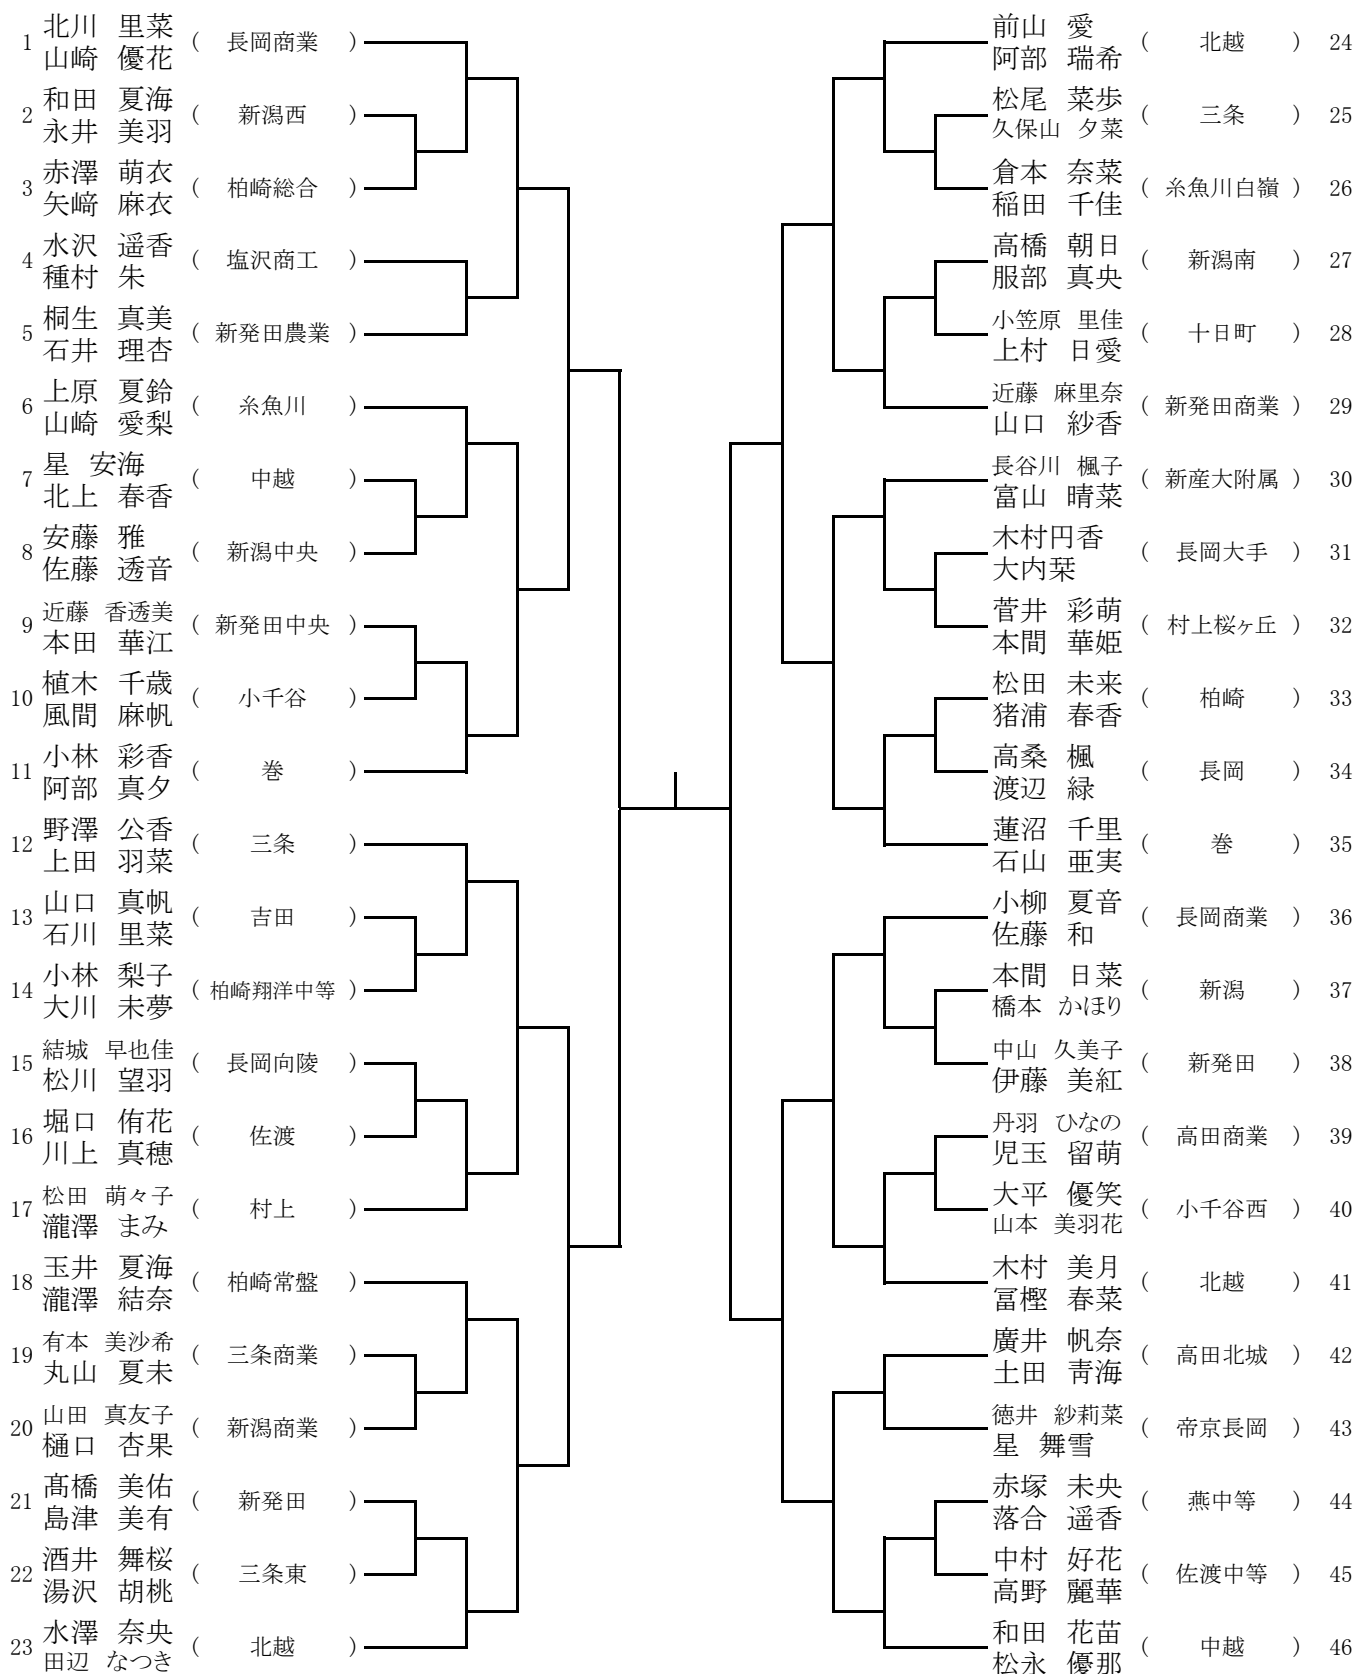 1 北川 里菜 ( 長岡商業 )
山崎 優花
2 和田 夏海 ( 新潟西 )
永井 美羽
3 赤澤 萌衣 ( 柏崎総合 )
矢﨑 麻衣
4 水沢 遥香 ( 塩沢商工 )
種村 朱
5 桐生 真美 ( 新発田農業 )
石井 理杏
6 上原 夏鈴 ( 糸魚川 )
山崎 愛梨
7 星 安海 ( 中越 )
北上 春香
8 安藤 雅 ( 新潟中央 )
佐藤 透音
9 近藤 香透美 ( 新発田中央 )
本田 華江
10 植木 千歳 ( 小千谷 )
風間 麻帆
11 小林 彩香 ( 巻 )
阿部 真夕
12 野澤 公香 ( 三条 )
上田 羽菜
13 山口 真帆 ( 吉田 )
石川 里菜
14 小林 梨子 ( 柏崎翔洋中等 )
大川 未夢
15 結城 早也佳 ( 長岡向陵 )
松川 望羽
16 堀口 侑花 ( 佐渡 )
川上 真穂
17 松田 萌々子 ( 村上 )
瀧澤 まみ
18 玉井 夏海 ( 柏崎常盤 )
瀧澤 結奈
19 有本 美沙希 ( 三条商業 )
丸山 夏未
20 山田 真友子 ( 新潟商業 )
樋口 杏果
21 髙橋 美佑 ( 新発田 )
島津 美有
22 酒井 舞桜 ( 三条東 )
湯沢 胡桃
23 水澤 奈央 ( 北越 )
田辺 なつき
前山 愛 ( 北越 ) 24
阿部 瑞希
松尾 菜歩 ( 三条 ) 25
久保山 夕菜
倉本 奈菜 ( 糸魚川白嶺 ) 26
稲田 千佳
高橋 朝日 ( 新潟南 ) 27
服部 真央
小笠原 里佳 ( 十日町 ) 28
上村 日愛
近藤 麻里奈 ( 新発田商業 ) 29
山口 紗香
長谷川 楓子 ( 新産大附属 ) 30
富山 晴菜
木村円香 ( 長岡大手 ) 31
大内栞
菅井 彩萌 ( 村上桜ヶ丘 ) 32
本間 華姫
松田 未来 ( 柏崎 ) 33
猪浦 春香
高桑 楓 ( 長岡 ) 34
渡辺 緑
蓮沼 千里 ( 巻 ) 35
石山 亜実
小柳 夏音 ( 長岡商業 ) 36
佐藤 和
本間 日菜 ( 新潟 ) 37
橋本 かほり
中山 久美子 ( 新発田 ) 38
伊藤 美紅
丹羽 ひなの ( 高田商業 ) 39
児玉 留萌
大平 優笑 ( 小千谷西 ) 40
山本 美羽花
木村 美月 ( 北越 ) 41
冨樫 春菜
廣井 帆奈 ( 高田北城 ) 42
土田 青海
徳井 紗莉菜 ( 帝京長岡 ) 43
星 舞雪
赤塚 未央 ( 燕中等 ) 44
落合 遥香
中村 好花 ( 佐渡中等 ) 45
高野 麗華
和田 花苗 ( 中越 ) 46
松永 優那